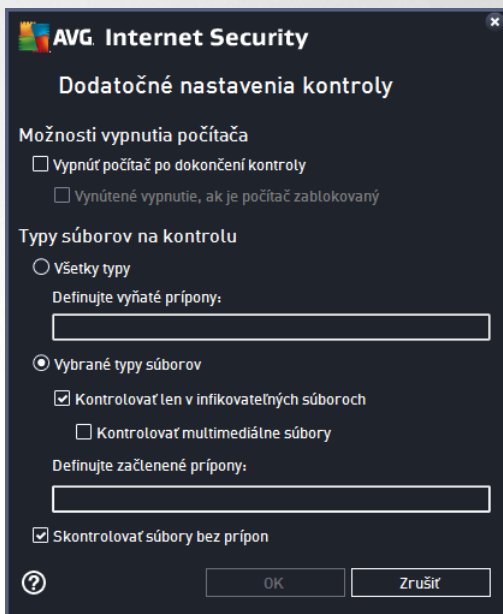 AVG. Internet Security
Dodatočné nastavenia kontroly
Možnosti vypnutia počítača
Vypnúť počítač po dokončení kontroly
Vynútené vypnutie, ak je počítač zablokovaný
Typy súborov na kontrolu
Všetky typy
Definujte vyňaté prípony:
Vybrané typy súborov
Kontrolovať len v infikovateľných súboroch
Kontrolovať multimediálne súbory
Definujte začlenené prípony:
Skontrolovať súbory bez prípon
?
OK
Zrušiť